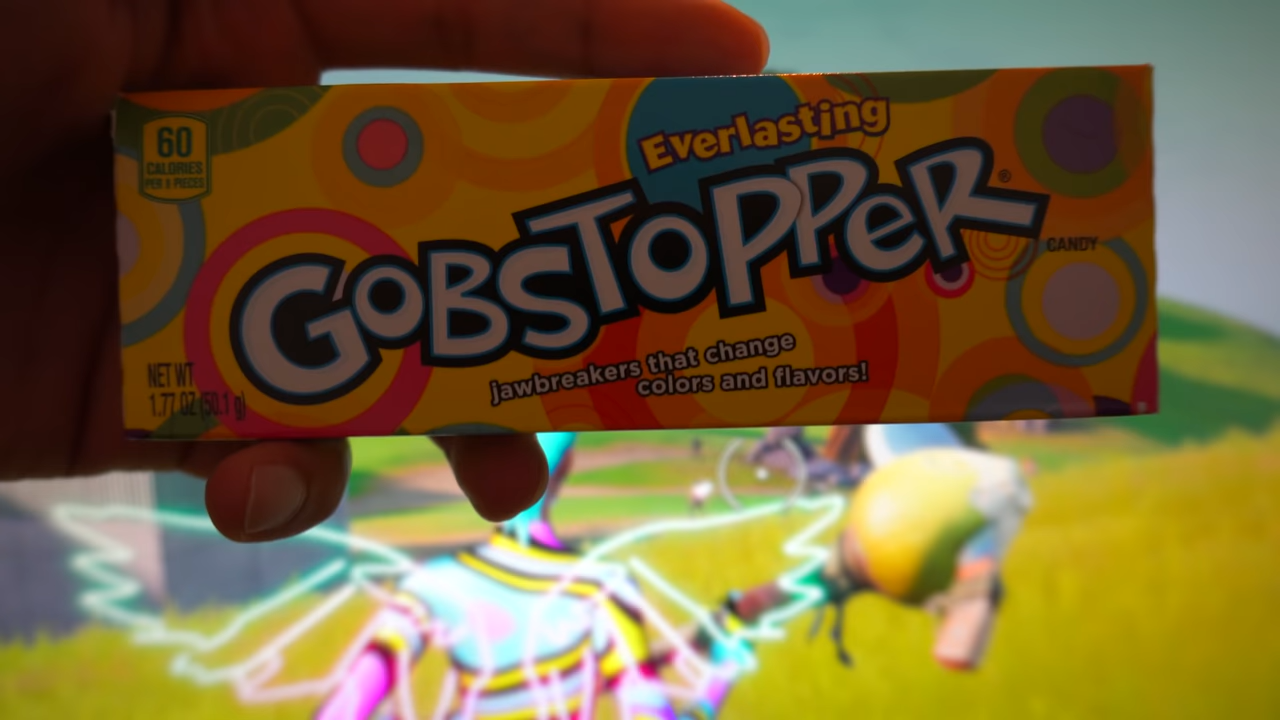 60
CALORIES
PER 8 PIECES
Everlasting
GOBSTOPPeR®
CANDY
jawbreakers that change
colors and flavors!
NET WT
1.77 OZ (50.1 g)